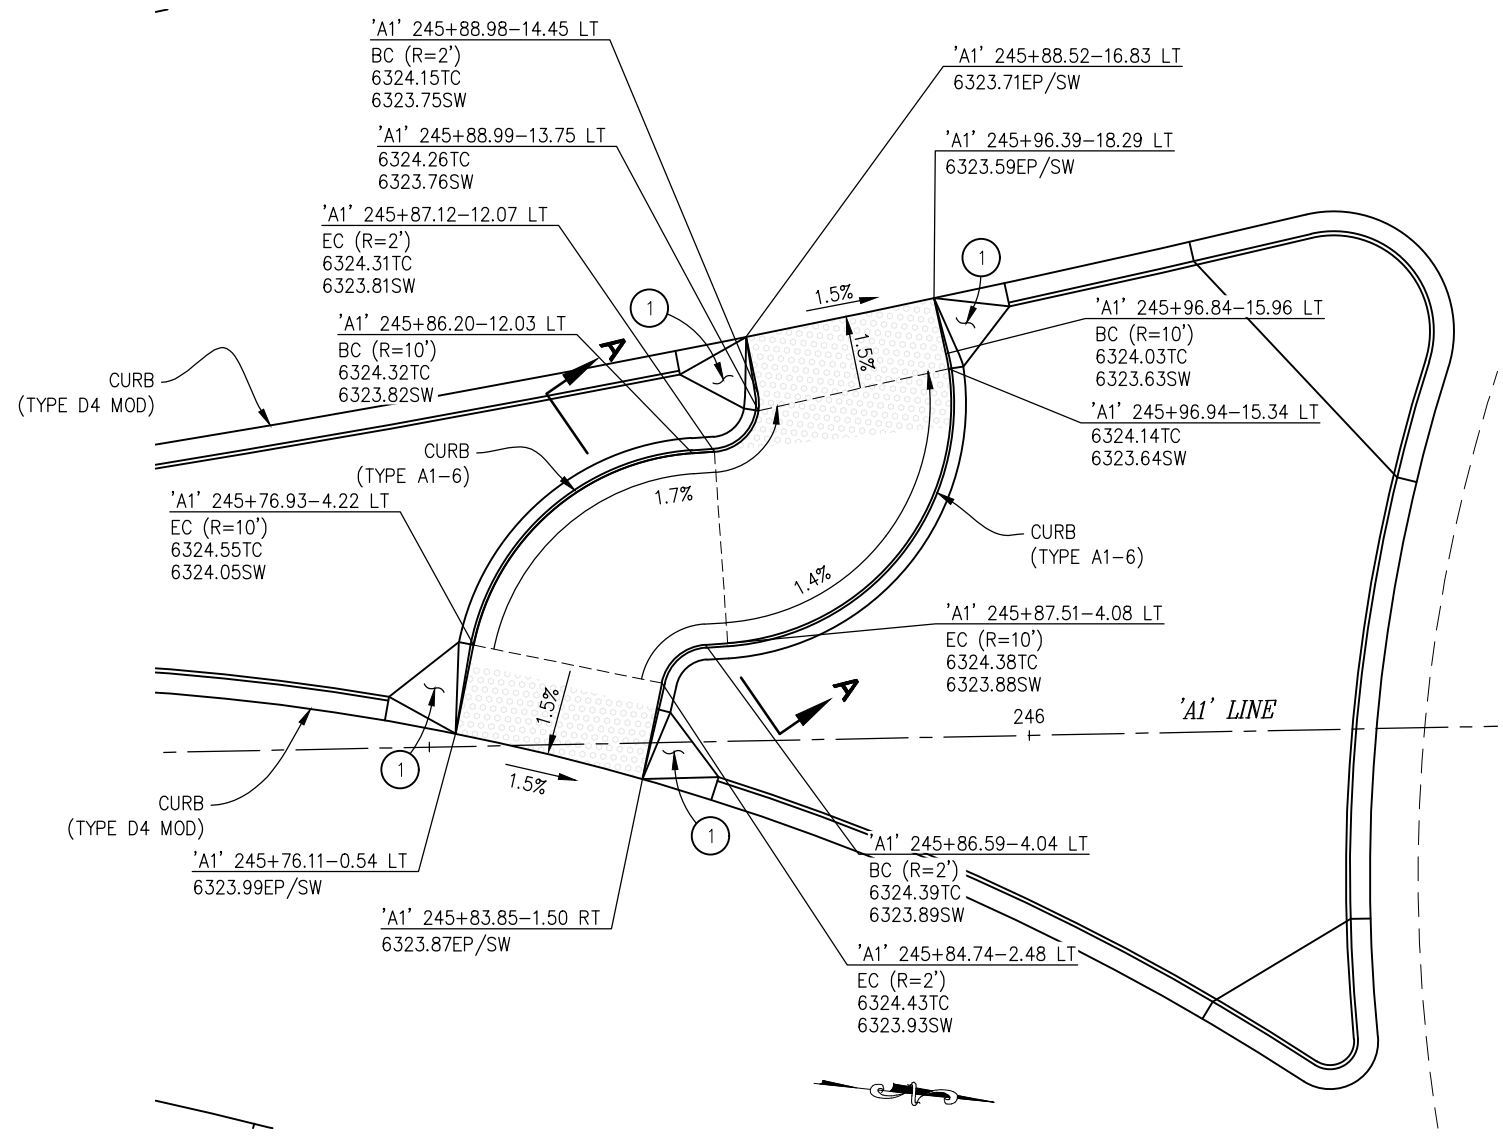 'A1' 245+88.98-14.45 LT
BC (R=2')
6324.15TC
6323.75SW
'A1' 245+88.52-16.83 LT
6323.71EP/SW
'A1' 245+88.99-13.75 LT
6324.26TC
6323.76SW
'A1' 245+96.39-18.29 LT
6323.59EP/SW
'A1' 245+87.12-12.07 LT
EC (R=2')
6324.31TC
6323.81SW
1
1
1.5%
1.5%
'A1' 245+86.20-12.03 LT
BC (R=10')
6324.32TC
6323.82SW
A
'A1' 245+96.84-15.96 LT
BC (R=10')
6324.03TC
6323.63SW
CURB
(TYPE D4 MOD)
'A1' 245+96.94-15.34 LT
6324.14TC
6323.64SW
CURB
(TYPE A1-6)
1.7%
'A1' 245+76.93-4.22 LT
EC (R=10')
6324.55TC
6324.05SW
CURB
(TYPE A1-6)
1.4%
'A1' 245+87.51-4.08 LT
EC (R=10')
6324.38TC
6323.88SW
A
1.5%
246
'A1' LINE
1
1.5%
CURB
(TYPE D4 MOD)
1
'A1' 245+76.11-0.54 LT
6323.99EP/SW
'A1' 245+86.59-4.04 LT
BC (R=2')
6324.39TC
6323.89SW
'A1' 245+83.85-1.50 RT
6323.87EP/SW
'A1' 245+84.74-2.48 LT
EC (R=2')
6324.43TC
6323.93SW